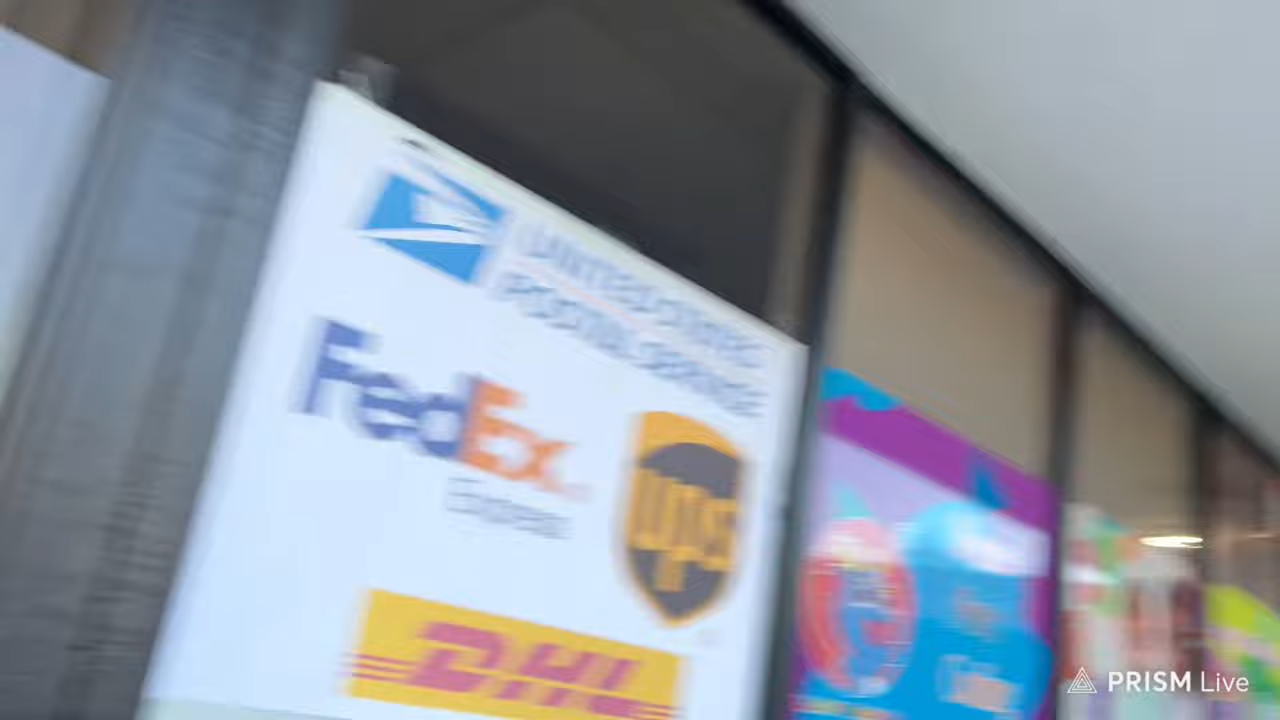 UNITED STATES
POSTAL SERVICE
FedEx
Express
ups
DHL
PRISM Live